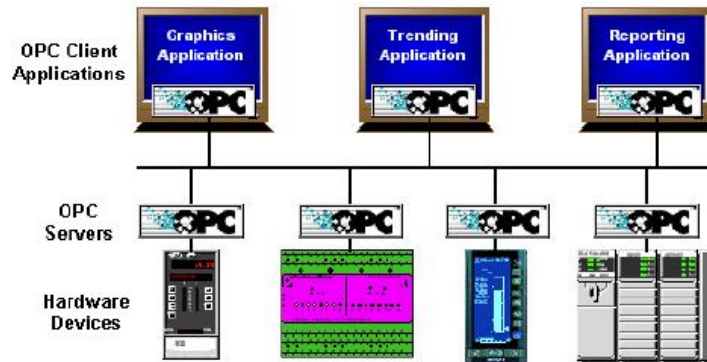 OPC Client
Applications
Graphics
Application
OPC
Trending
Application
OPC
Reporting
Application
OPC
OPC
Servers
OPC
OPC
OPC
OPC
Hardware
Devices